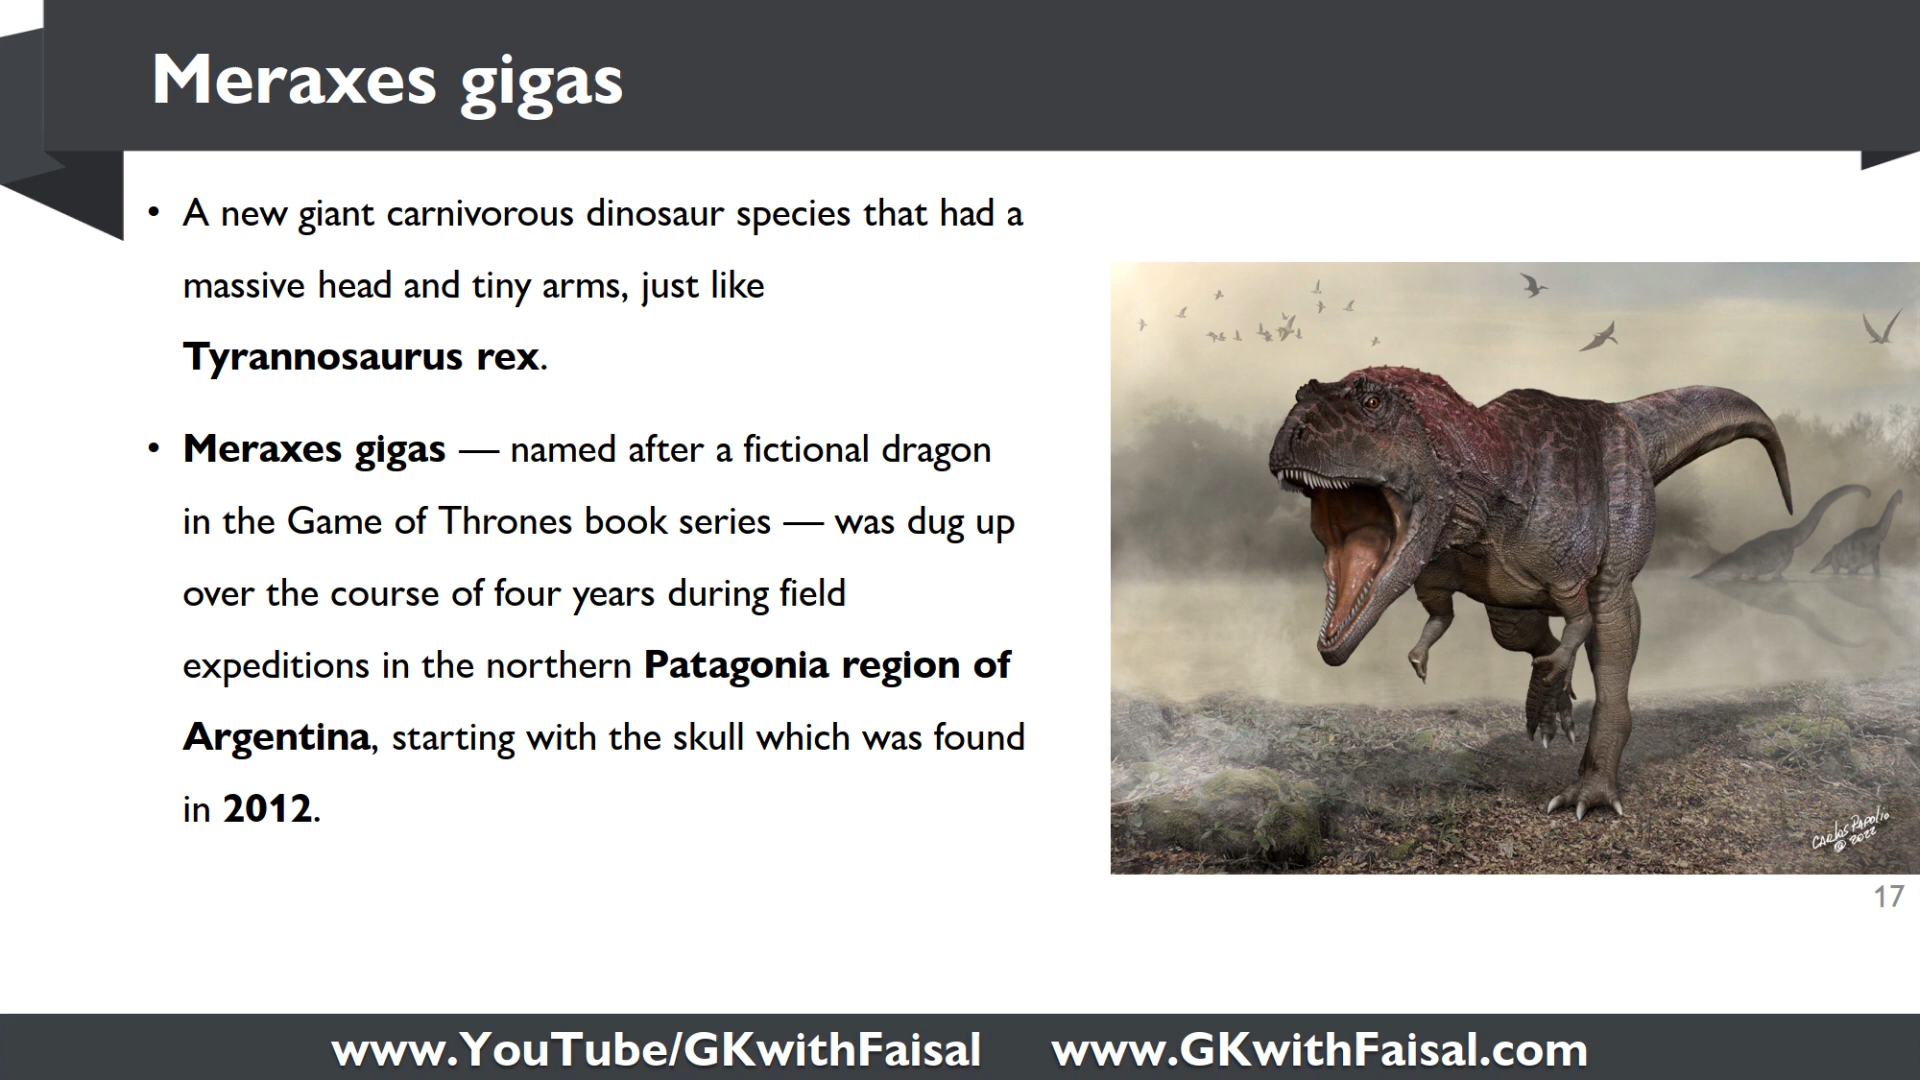 Meraxes gigas
• A new giant carnivorous dinosaur species that had a
massive head and tiny arms, just like
Tyrannosaurus rex.
• Meraxes gigas — named after a fictional dragon
in the Game of Thrones book series — was dug up
over the course of four years during field
expeditions in the northern Patagonia region of
Argentina, starting with the skull which was found
in 2012.
CARLOS PAPOLIO
@ 2022
17
www.YouTube/GKwithFaisal www.GKwithFaisal.com